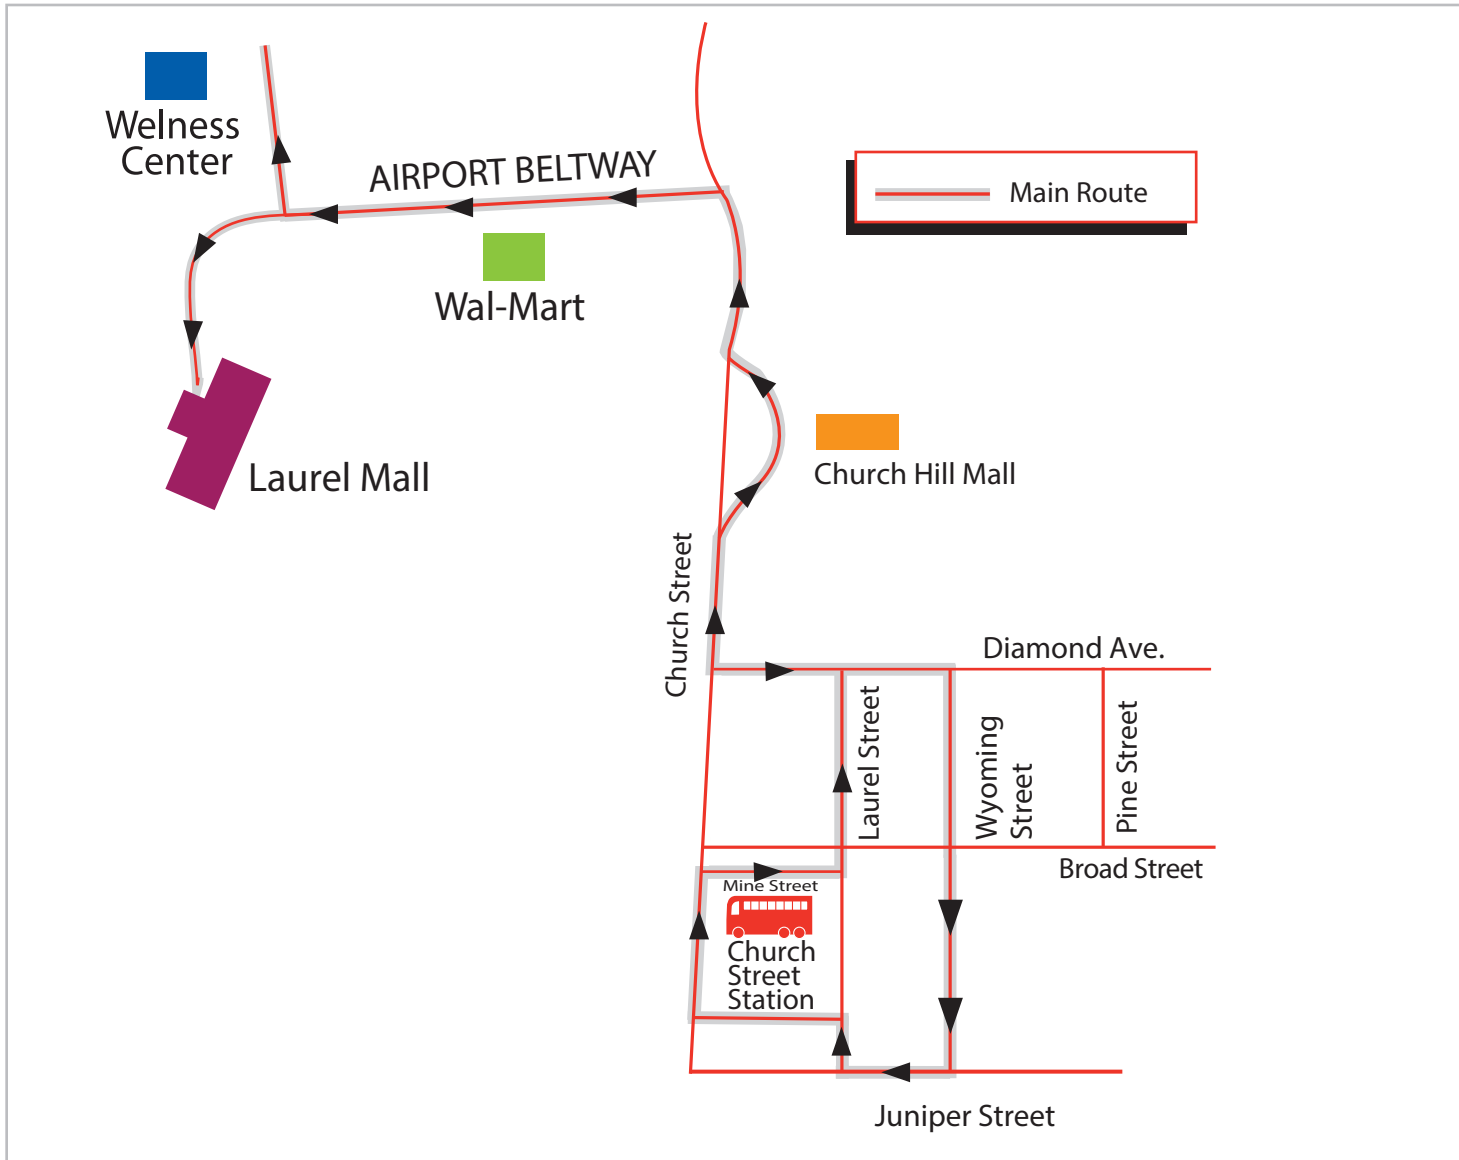 Welness
Center
AIRPORT BELTWAY
Main Route
Wal-Mart
Laurel Mall
Church Hill Mall
Church Street
Diamond Ave.
Laurel Street
Wyoming
Street
Pine Street
Broad Street
Mine Street
Church
Street
Station
Juniper Street